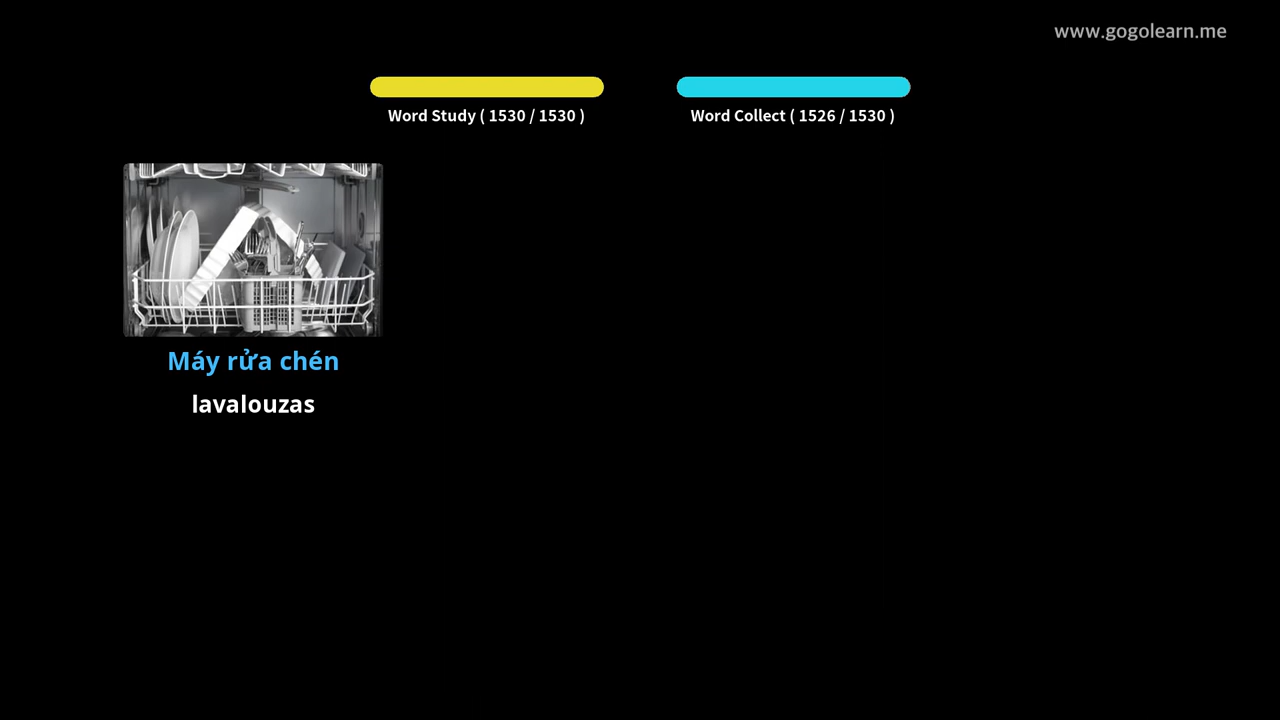 www.gogolearn.me
Word Study ( 1530 / 1530 )
Word Collect ( 1526 / 1530 )
Máy rửa chén
lavalouzas